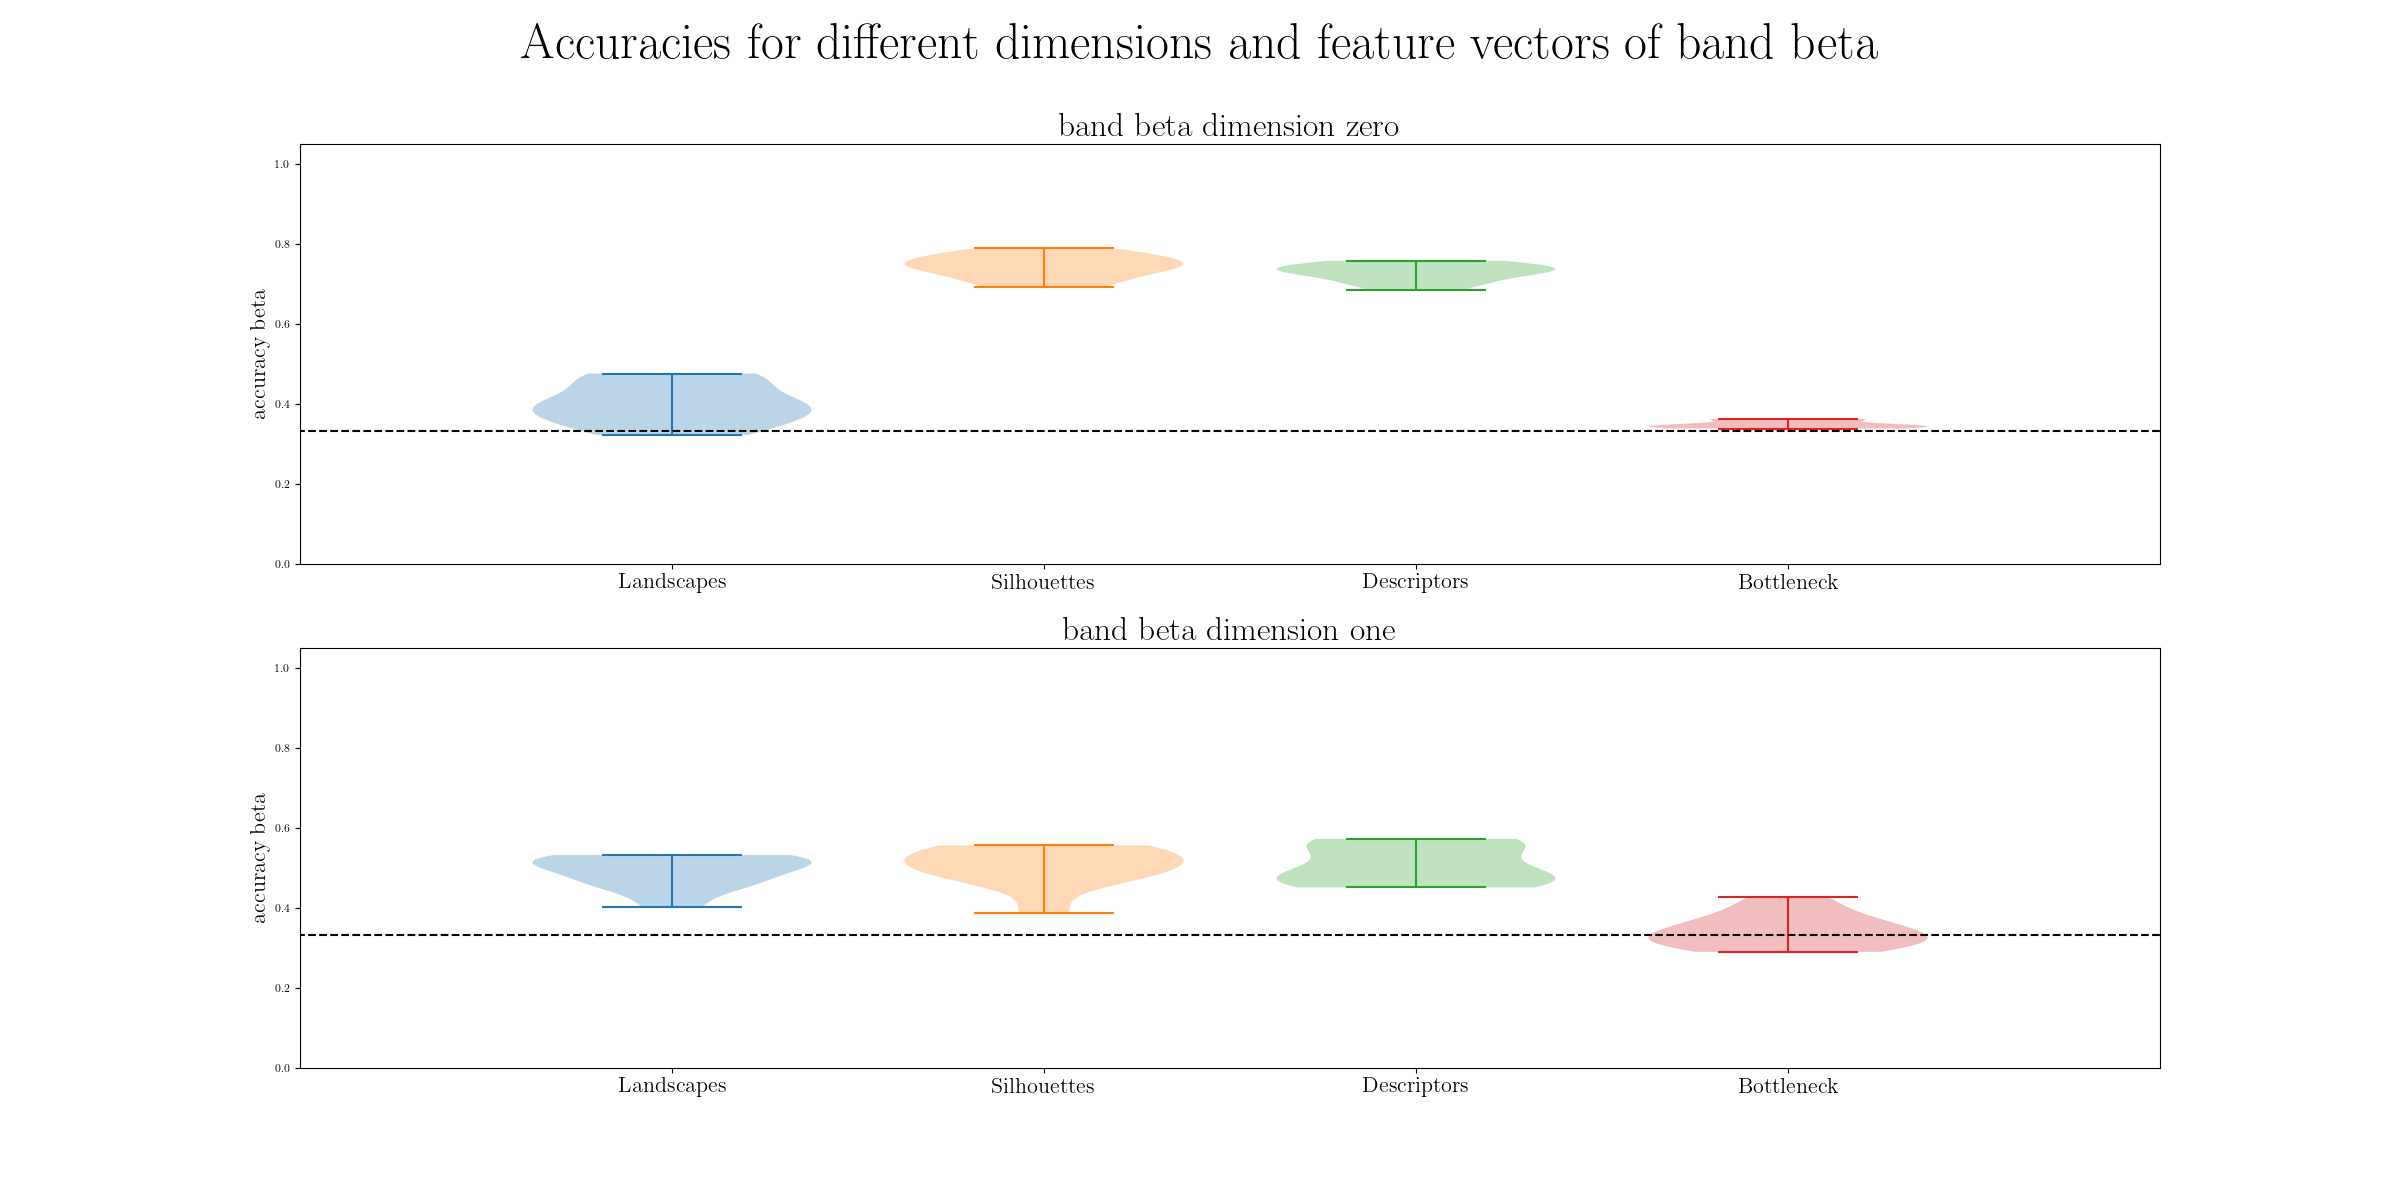 Accuracies for different dimensions and feature vectors of band beta
band beta dimension zero
accuracy beta
1.0
0.8
0.6
0.4
0.2
0.0
Landscapes Silhouettes Descriptors Bottleneck
band beta dimension one
accuracy beta
1.0
0.8
0.6
0.4
0.2
0.0
Landscapes Silhouettes Descriptors Bottleneck